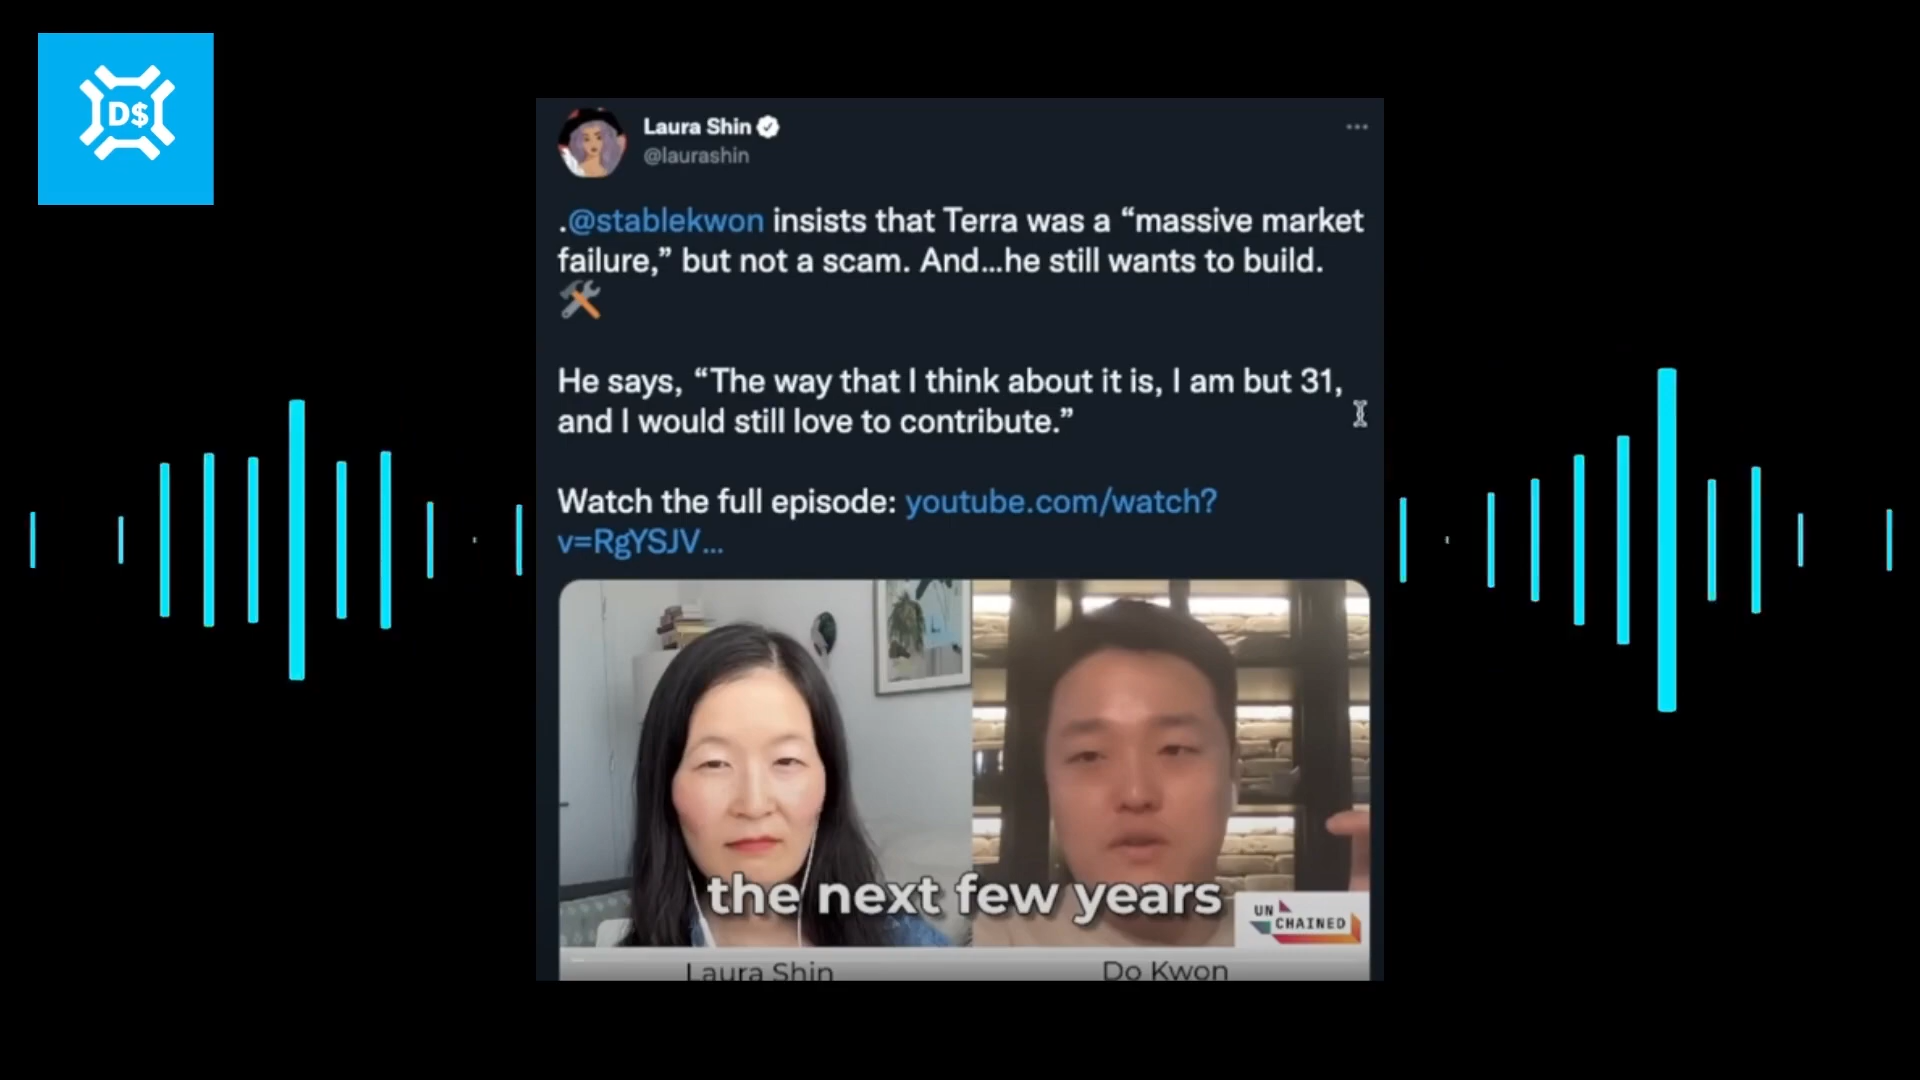 D$
Laura Shin
@laurashin
.@stablekwon insists that Terra was a “massive market
failure,” but not a scam. And...he still wants to build.
He says, “The way that I think about it is, I am but 31,
and I would still love to contribute.”
Watch the full episode: youtube.com/watch?
v=RgYSJV...
the next few years
UN
CHAINED
Laura Shin
Do Kwon